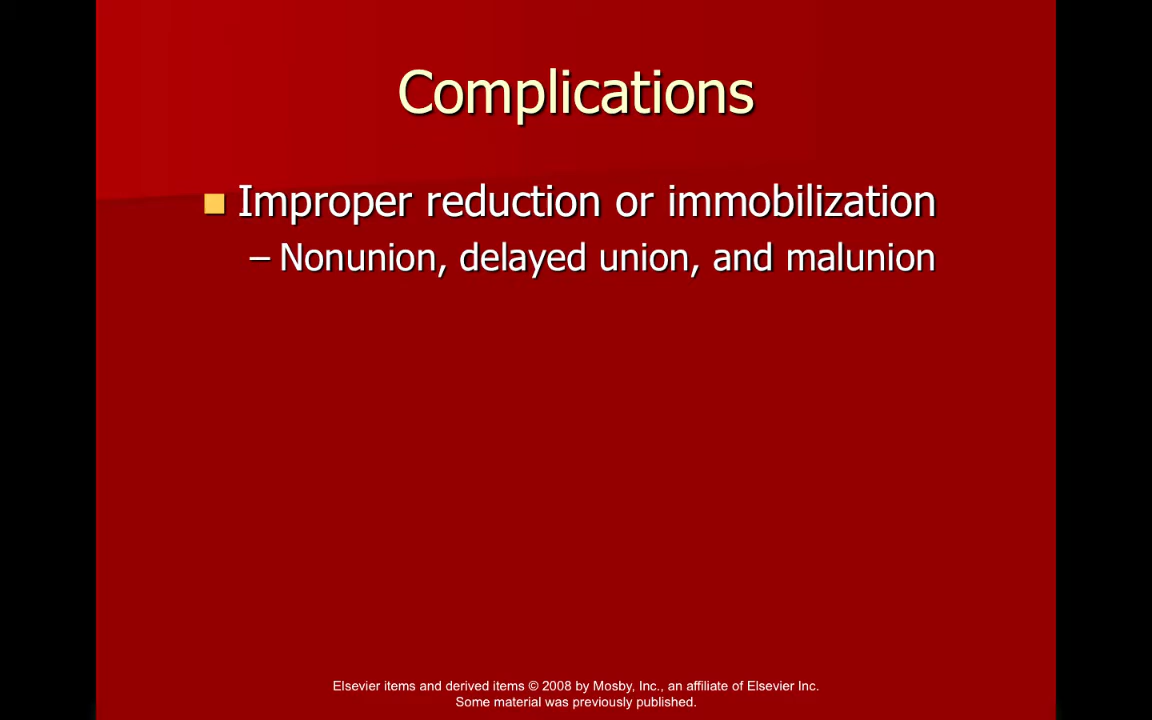 Complications
Improper reduction or immobilization
– Nonunion, delayed union, and malunion
Elsevier items and derived items © 2008 by Mosby, Inc., an affiliate of Elsevier Inc.
Some material was previously published.